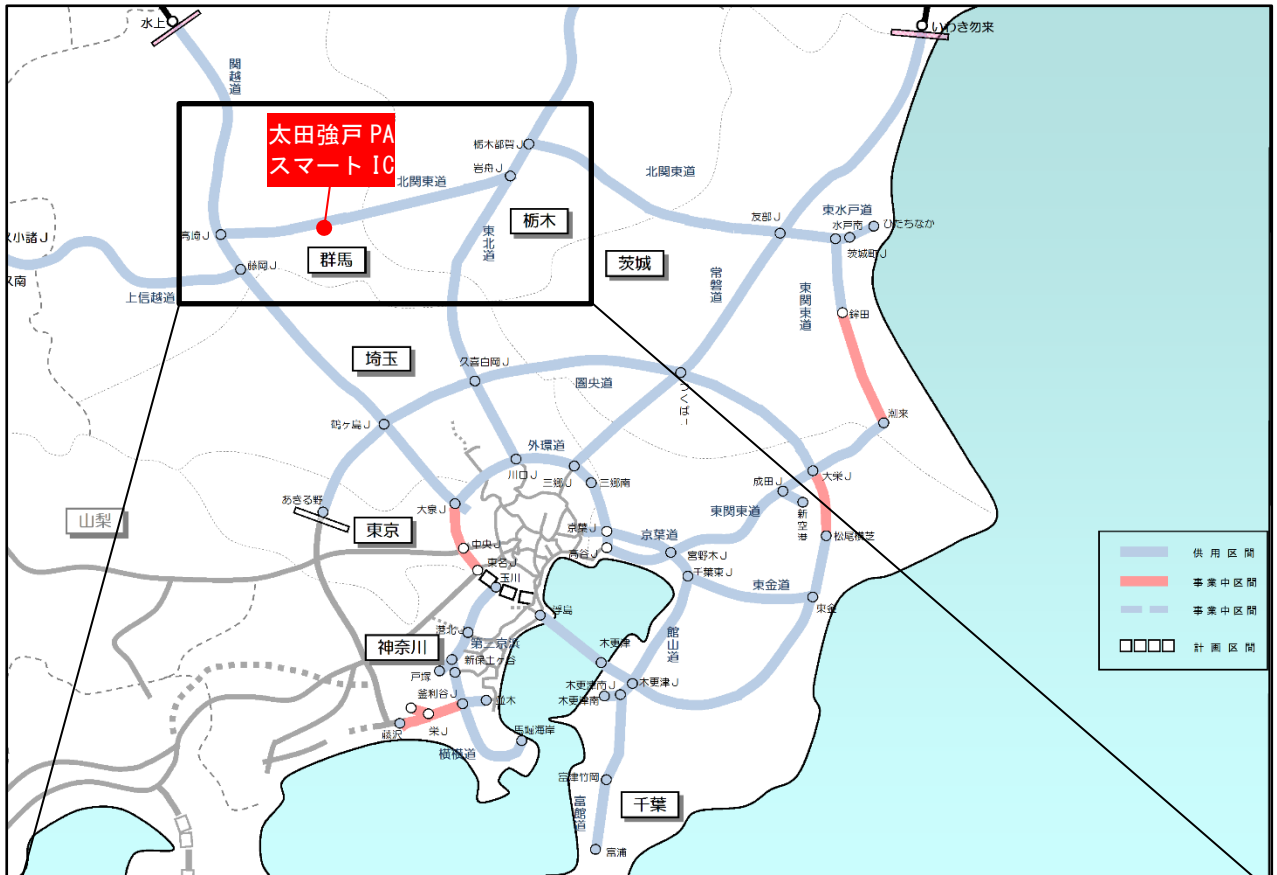 水上
いわき勿来
関越道
太田強戸 PA
スマート IC
栃木都賀J
岩舟J
北関東道
北関東道
栃木
東北道
東水戸道
ひたちなか
水戸南
茨城町J
友部J
高崎J
群馬
茨城
小諸J
藤岡J
南
上信越道
常磐道
東関東道
鉾田
埼玉
久喜白岡J
圏央道
つくばJ
潮来
鶴ヶ島J
外環道
川口J
三郷J
三郷南
大栄J
成田J
あきる野
大泉J
東関東道
新空港
山梨
東京
京葉J
京葉道
松尾横芝
中央J
高谷J
宮野木J
東名J
玉川
千葉東J
東金道
東金
浮島
港北J
第三京浜
館山道
木更津
神奈川
新保土ヶ谷
戸塚
木更津南J
木更津J
木更津南
釜利谷J
並木
藤沢
栄J
馬堀海岸
横横道
富津竹岡
千葉
富館道
富浦
供用区間
事業中区間
事業中区間
計画区間